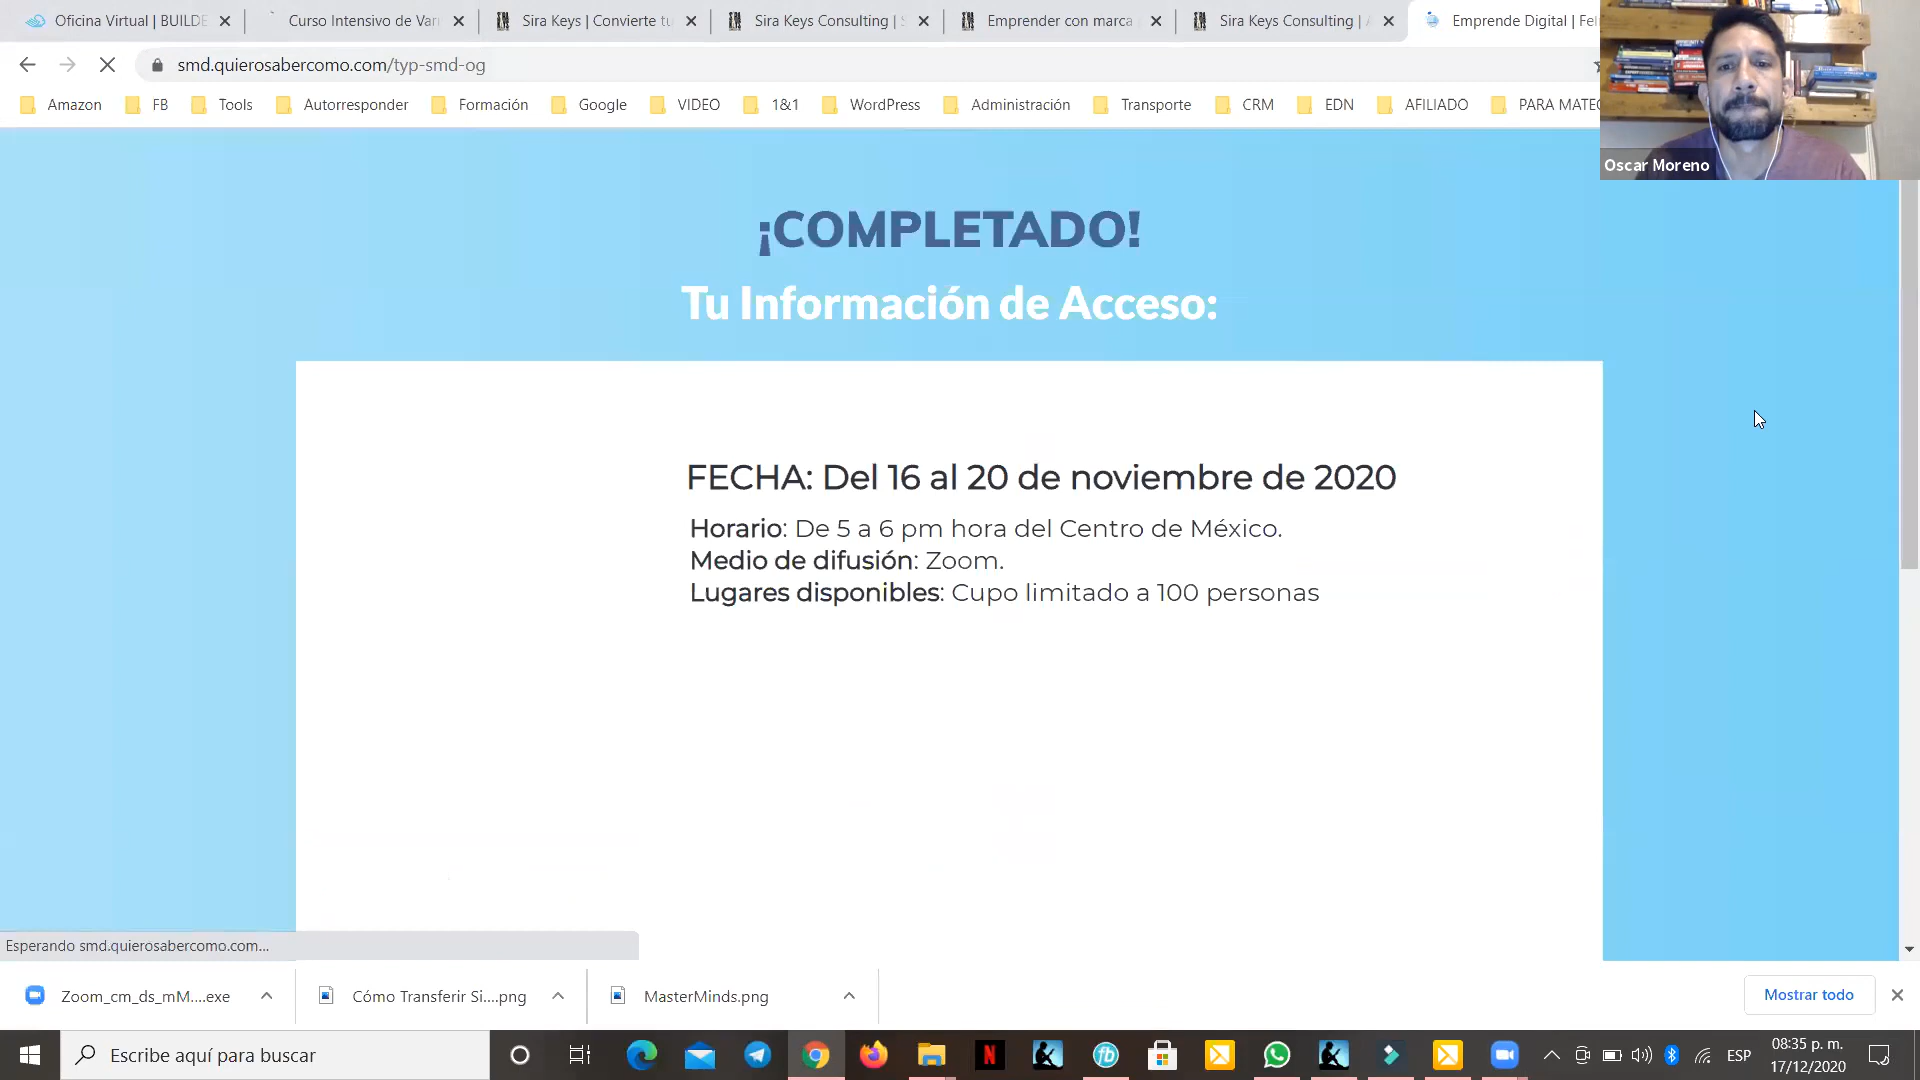 Oficina Virtual | BUILDE
Curso Intensivo de Var
Sira Keys | Convierte tu
Sira Keys Consulting | S
Emprender con marca
Sira Keys Consulting | A
Emprende Digital | Fel
smd.quierosabercomo.com/typ-smd-og
Amazon
FB
Tools
Autorresponder
Formación
Google
VIDEO
1&1
WordPress
Administración
Transporte
CRM
EDN
AFILIADO
PARA MATEO
Oscar Moreno
¡COMPLETADO!
Tu Información de Acceso:
FECHA: Del 16 al 20 de noviembre de 2020
Horario: De 5 a 6 pm hora del Centro de México.
Medio de difusión: Zoom.
Lugares disponibles: Cupo limitado a 100 personas
Esperando smd.quierosabercomo.com...
Zoom_cm_ds_mM....exe
Cómo Transferir Si....png
MasterMinds.png
Mostrar todo
Escribe aquí para buscar
ESP
08:35 p. m.
17/12/2020